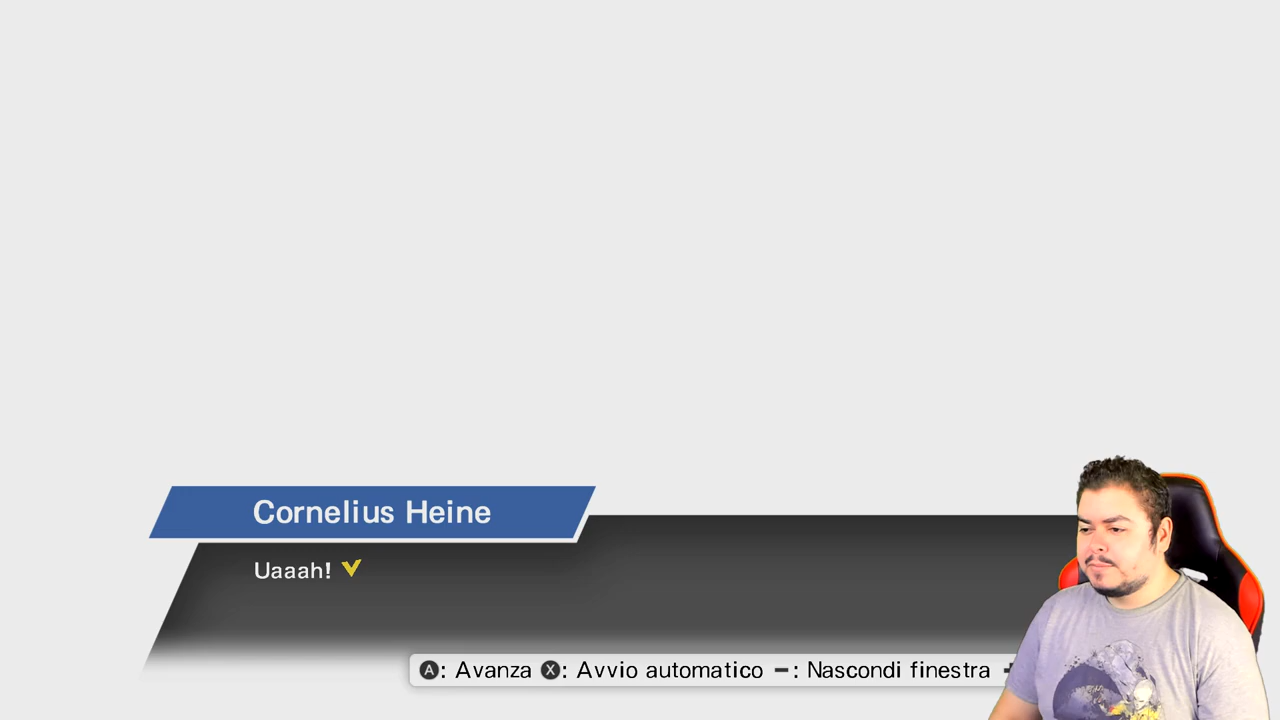 Cornelius Heine
Uaaah!
A: Avanza X: Avvio automatico −: Nascondi finestra